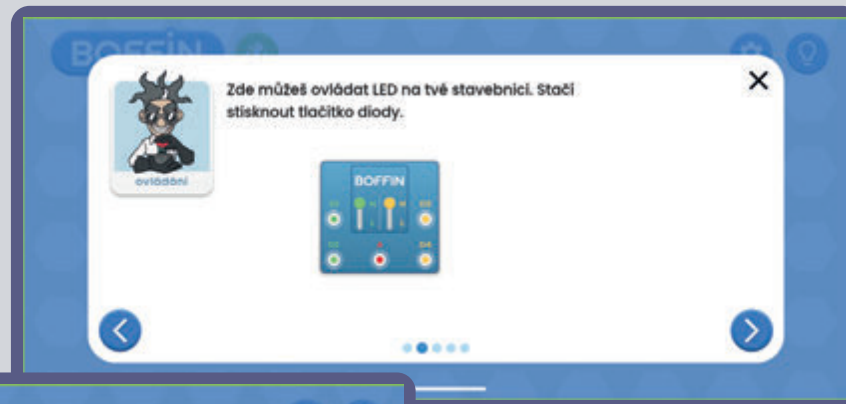 BOFFIN
Zde můžeš ovládat LED na tvé stavebnici. Stačí
stisknout tlačítko diody.
ovládání
BOFFIN